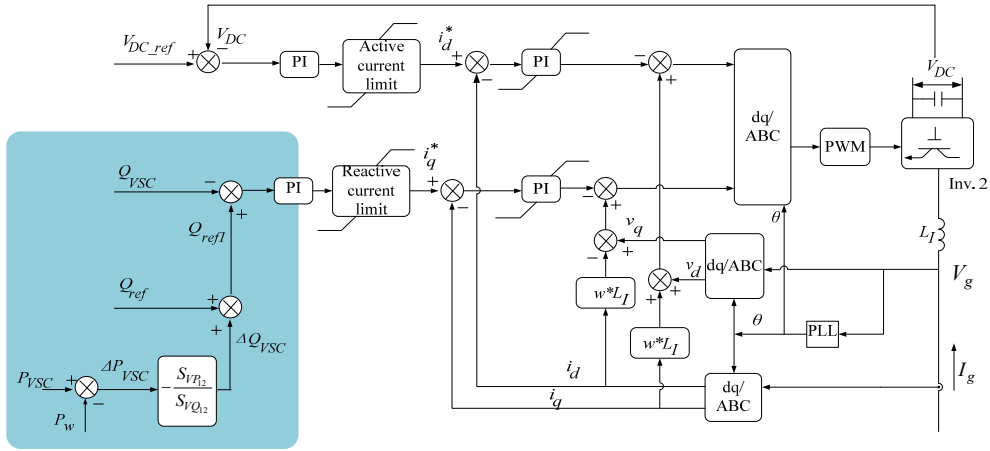 V_DC_ref
+
−
V_DC
PI
Active
current
limit
i_d^*
+
−
PI
−
+
dq/
ABC
V_DC
PWM
Inv. 2
Q_VSC
−
+
PI
Reactive
current
limit
i_q^*
+
−
PI
−
+
θ
Q_ref1
v_q
+
−
dq/ABC
v_d
+
+
L_I
V_g
Q_ref
+
+
ΔQ_VSC
w*L_I
w*L_I
θ
PLL
P_VSC
+
−
ΔP_VSC
−S_VP12/S_VQ12
P_w
i_d
i_q
dq/
ABC
I_g